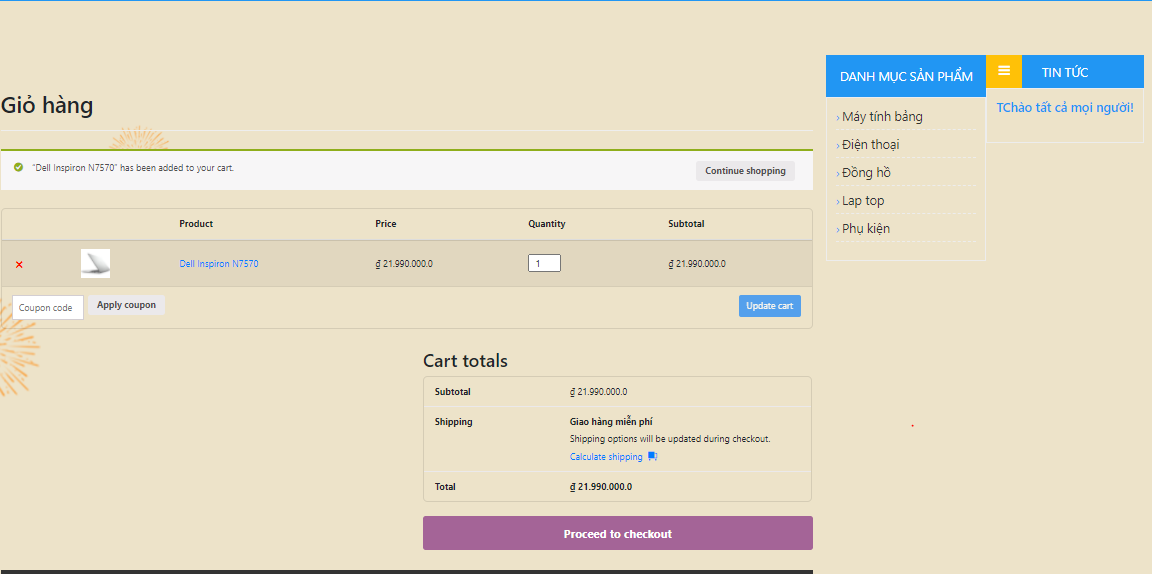 Giỏ hàng
“Dell Inspiron N7570” has been added to your cart.
Continue shopping
Product Price Quantity Subtotal
× Dell Inspiron N7570 ₫ 21.990.000.0 1 ₫ 21.990.000.0
Coupon code Apply coupon Update cart
Cart totals
Subtotal ₫ 21.990.000.0
Shipping Giao hàng miễn phí
Shipping options will be updated during checkout.
Calculate shipping
Total ₫ 21.990.000.0
Proceed to checkout
DANH MỤC SẢN PHẨM
› Máy tính bảng
› Điện thoại
› Đồng hồ
› Lap top
› Phụ kiện
TIN TỨC
TChào tất cả mọi người!